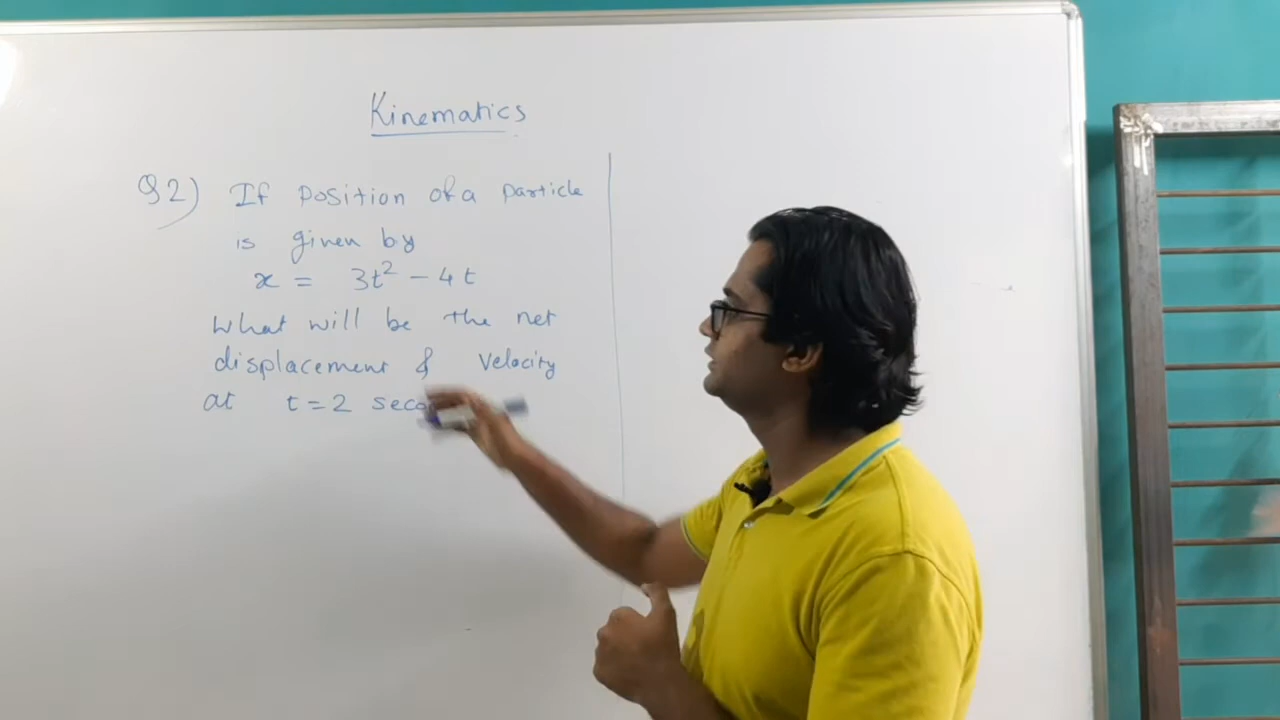 Kinematics
Q2) If position of a particle
is given by
x = 3t² - 4t
What will be the net
displacement & velocity
at t=2